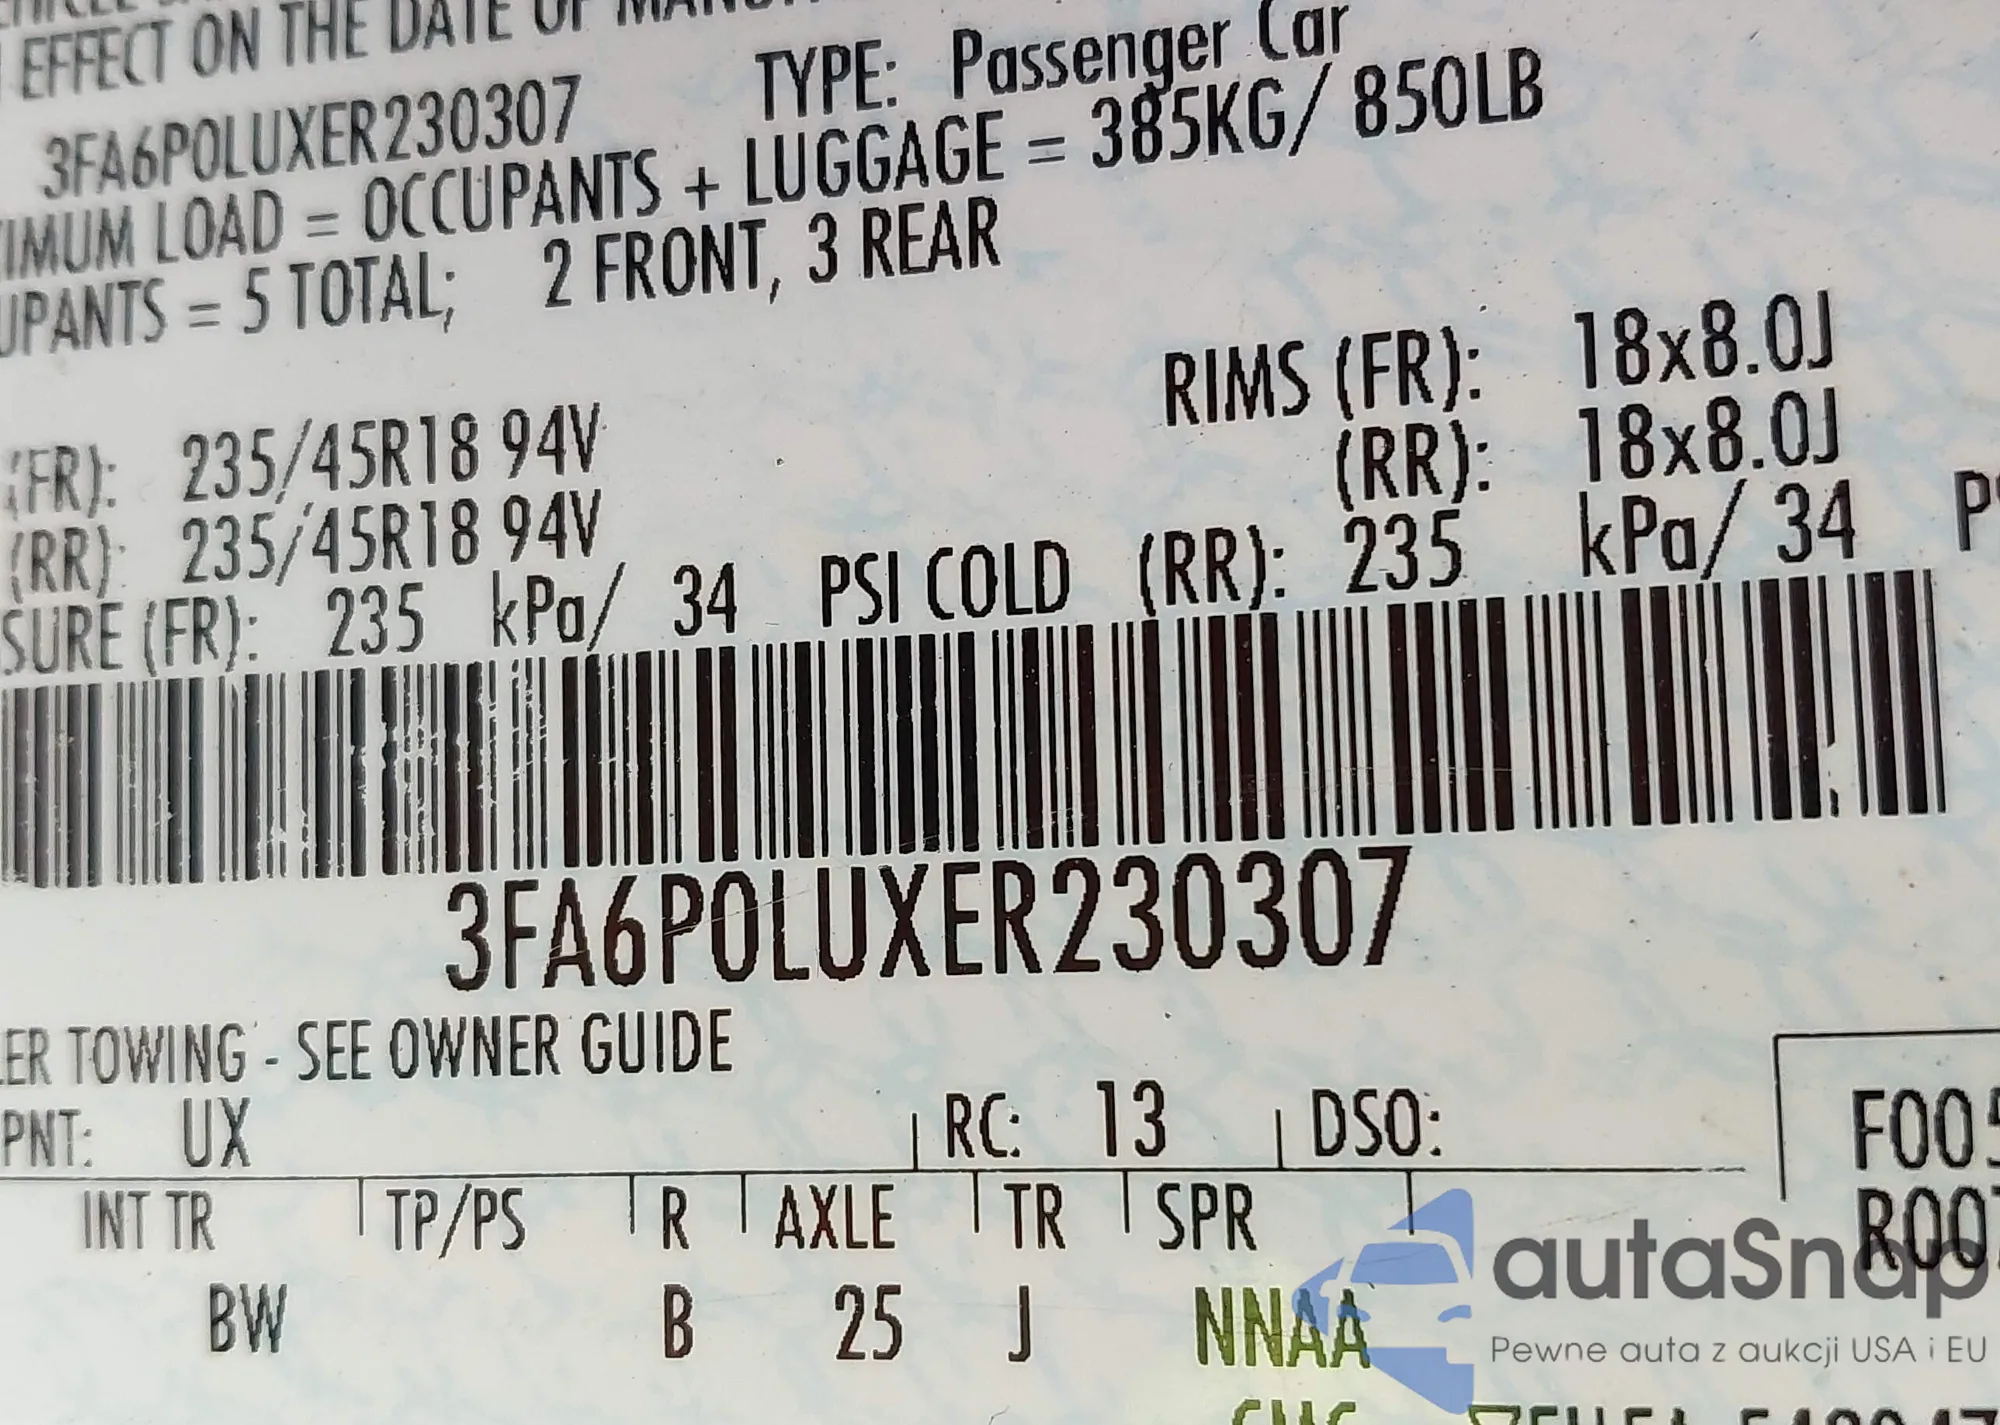 EFFECT ON THE DATE OF
TYPE: Passenger Car
3FA6P0LUXER230307
IMUM LOAD = OCCUPANTS + LUGGAGE = 385KG/ 850LB
UPANTS = 5 TOTAL; 2 FRONT, 3 REAR
(FR): 235/45R18 94V RIMS (FR): 18x8.0J
(RR): 235/45R18 94V (RR): 18x8.0J
SURE (FR): 235 kPa/ 34 PSI COLD (RR): 235 kPa/ 34
3FA6P0LUXER230307
ER TOWING - SEE OWNER GUIDE
PNT: UX RC: 13 DSO:
F005
R007
INT TR TP/PS R AXLE TR SPR
BW B 25 J NNAA
autaSnap
Pewne auta z aukcji USA i EU